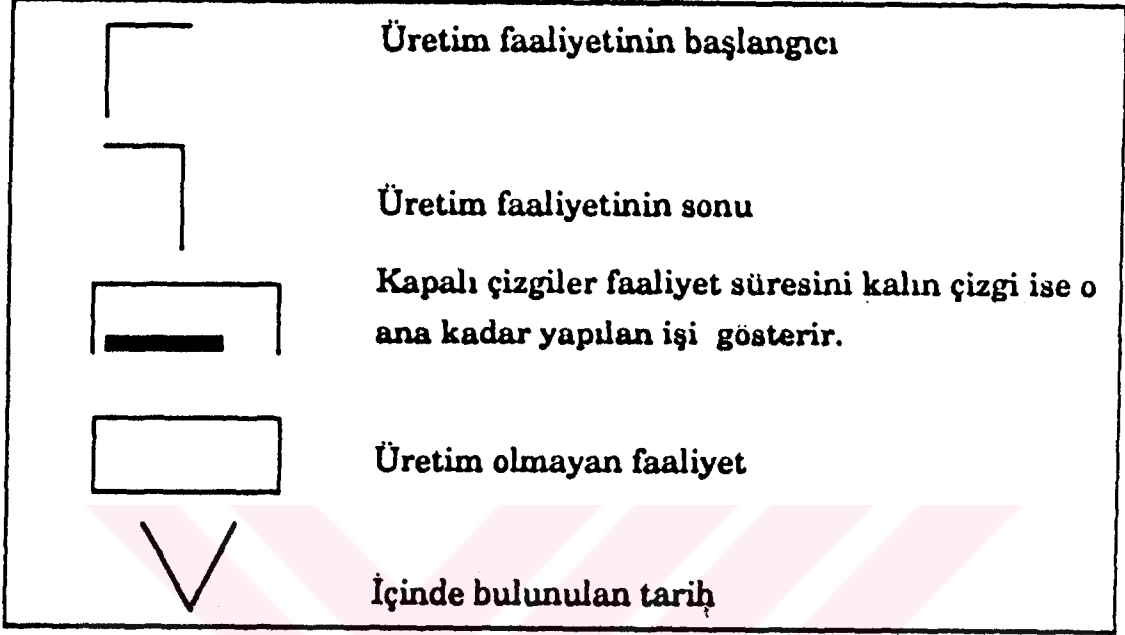 Üretim faaliyetinin başlangıcı
Üretim faaliyetinin sonu
Kapalı çizgiler faaliyet süresini kalın çizgi ise o
ana kadar yapılan işi gösterir.
Üretim olmayan faaliyet
İçinde bulunulan tarih